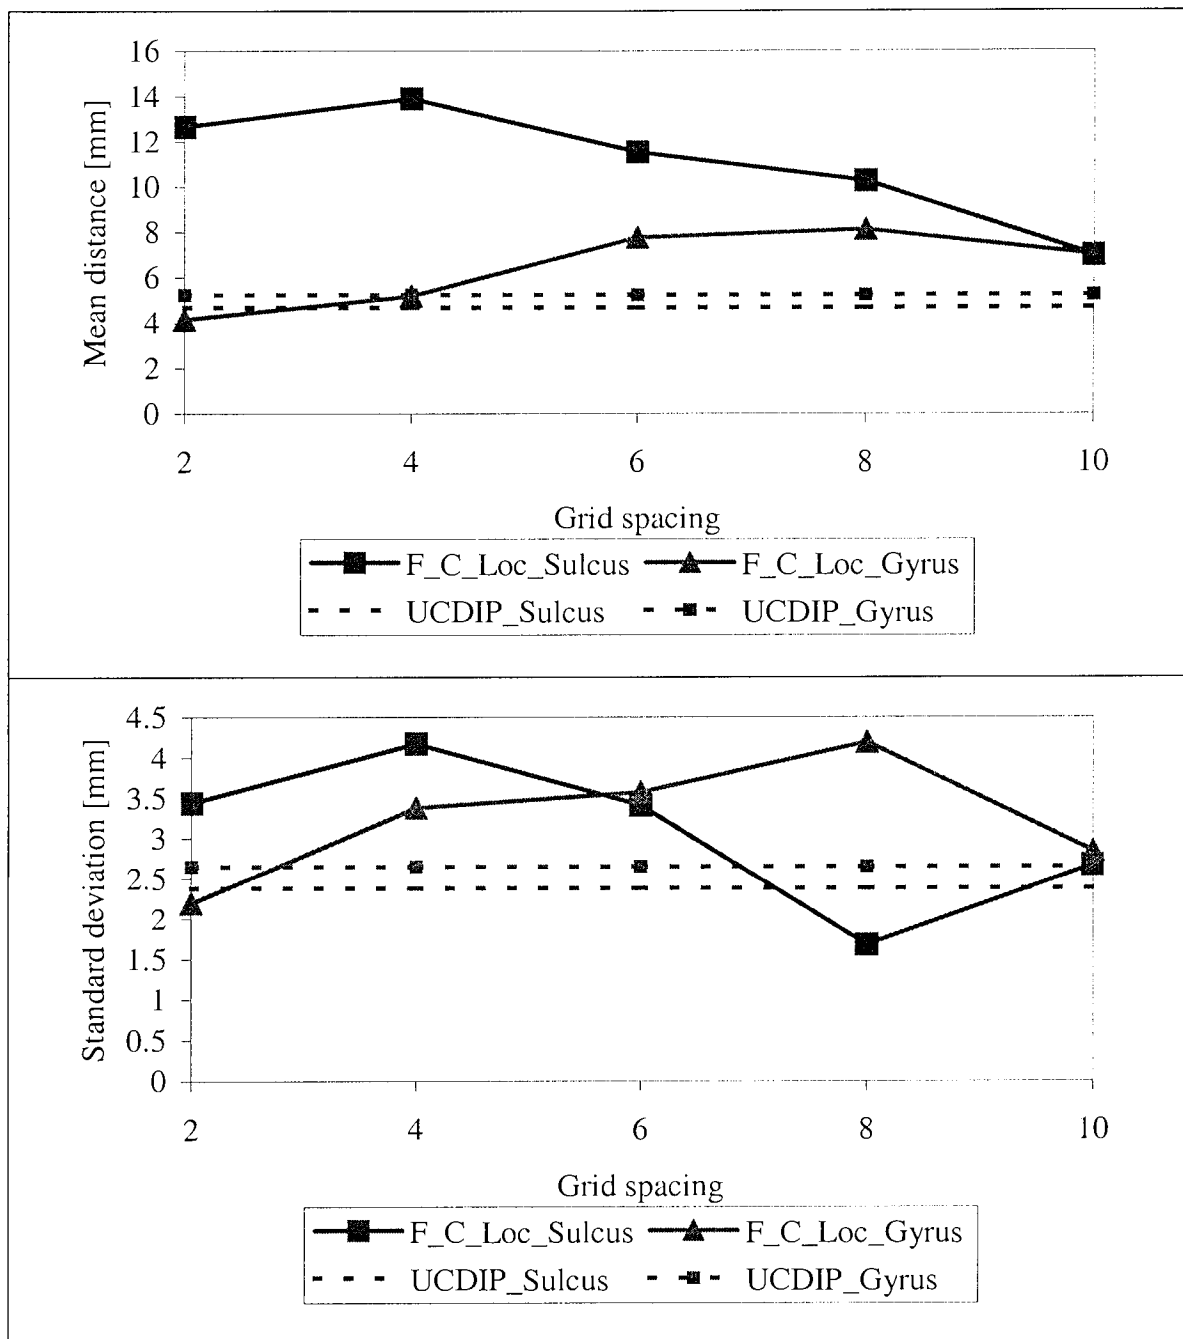 16
14
12
10
8
6
4
2
0
Mean distance [mm]
2 4 6 8 10
Grid spacing
F_C_Loc_Sulcus F_C_Loc_Gyrus
UCDIP_Sulcus UCDIP_Gyrus
4.5
4
3.5
3
2.5
2
1.5
1
0.5
0
Standard deviation [mm]
2 4 6 8 10
Grid spacing
F_C_Loc_Sulcus F_C_Loc_Gyrus
UCDIP_Sulcus UCDIP_Gyrus